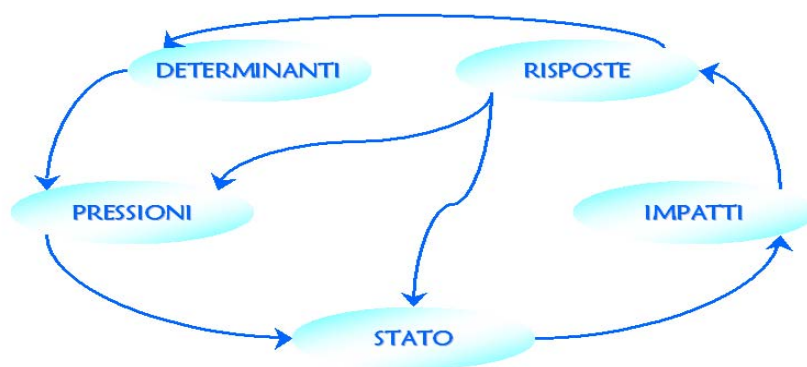 DETERMINANTI
RISPOSTE
PRESSIONI
IMPATTI
STATO